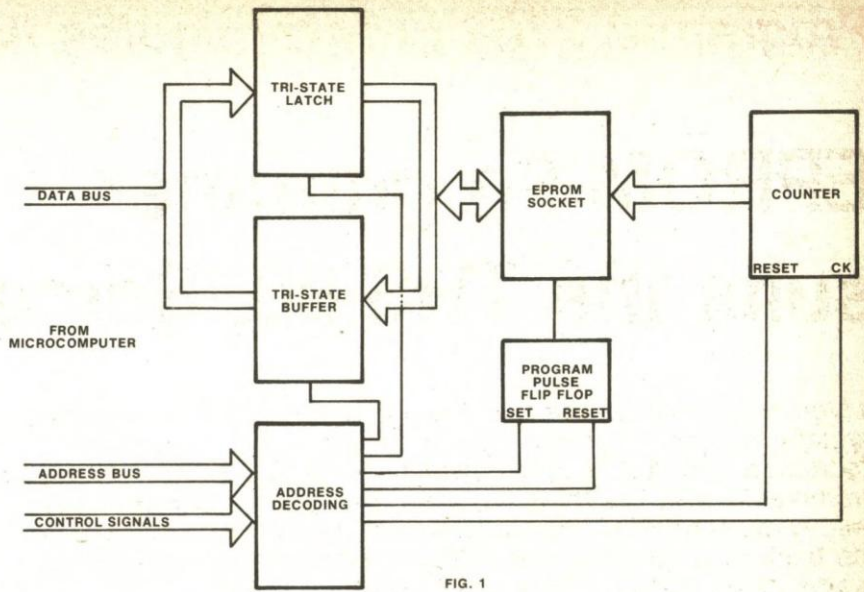 TRI-STATE
LATCH
DATA BUS
EPROM
SOCKET
COUNTER
RESET CK
TRI-STATE
BUFFER
FROM
MICROCOMPUTER
PROGRAM
PULSE
FLIP FLOP
SET RESET
ADDRESS BUS
ADDRESS
DECODING
CONTROL SIGNALS
FIG. 1